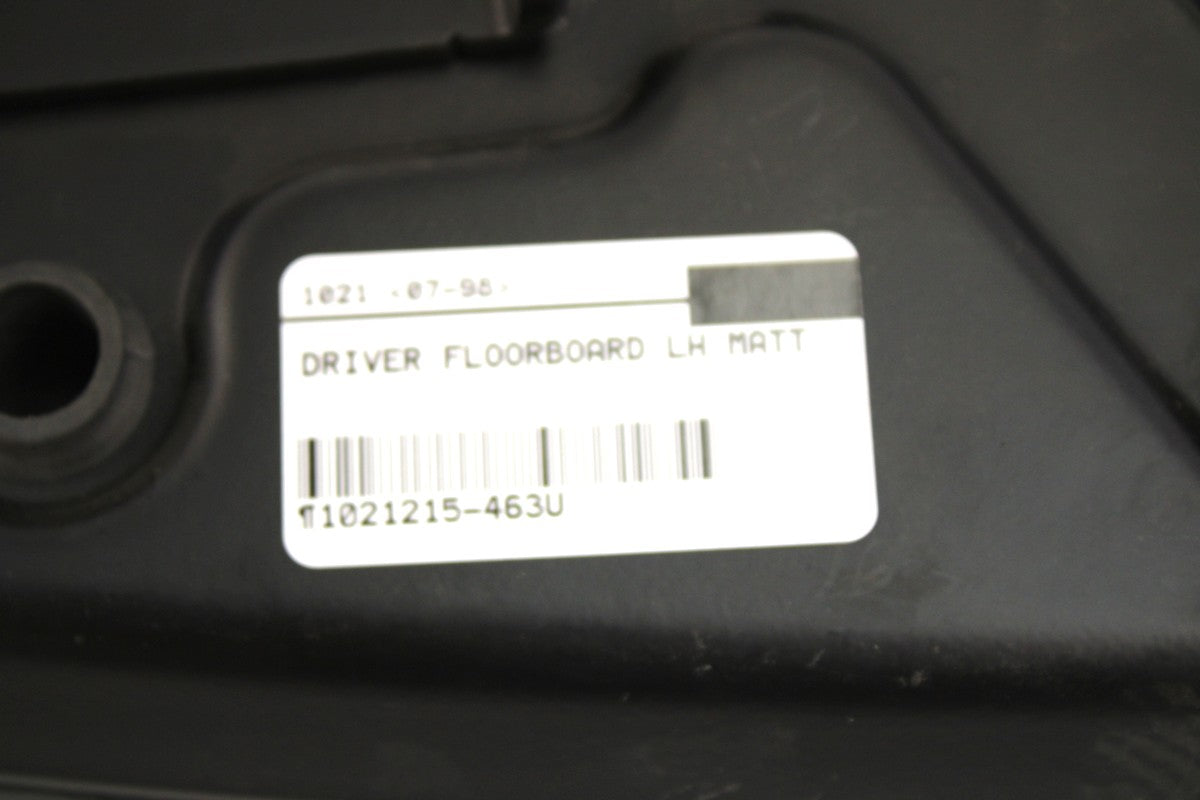 1021 <07-98>
DRIVER FLOORBOARD LH MATT
¶1021215-463U